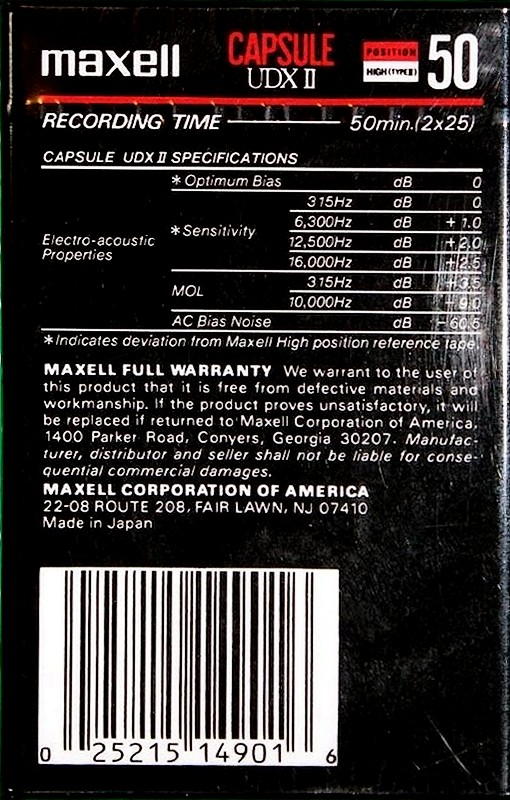 maxell CAPSULE UDX II POSITION HIGH (TYPE II) 50
RECORDING TIME 50min.(2x25)
CAPSULE UDX II SPECIFICATIONS
Electro-acoustic Properties
*Optimum Bias dB 0
*Sensitivity 315Hz dB 0
6,300Hz dB +1.0
12,500Hz dB +2.0
16,000Hz dB +2.5
MOL 315Hz dB +3.5
10,000Hz dB
AC Bias Noise dB -60.5
*Indicates deviation from Maxell High position reference tape.
MAXELL FULL WARRANTY We warrant to the user of
this product that it is free from defective materials and
workmanship. If the product proves unsatisfactory, it will
be replaced if returned to Maxell Corporation of America,
1400 Parker Road, Conyers, Georgia 30207. Manufac-
turer, distributor and seller shall not be liable for conse-
quential commercial damages.
MAXELL CORPORATION OF AMERICA
22-08 ROUTE 208, FAIR LAWN, NJ 07410
Made in Japan
0 25215 14901 6